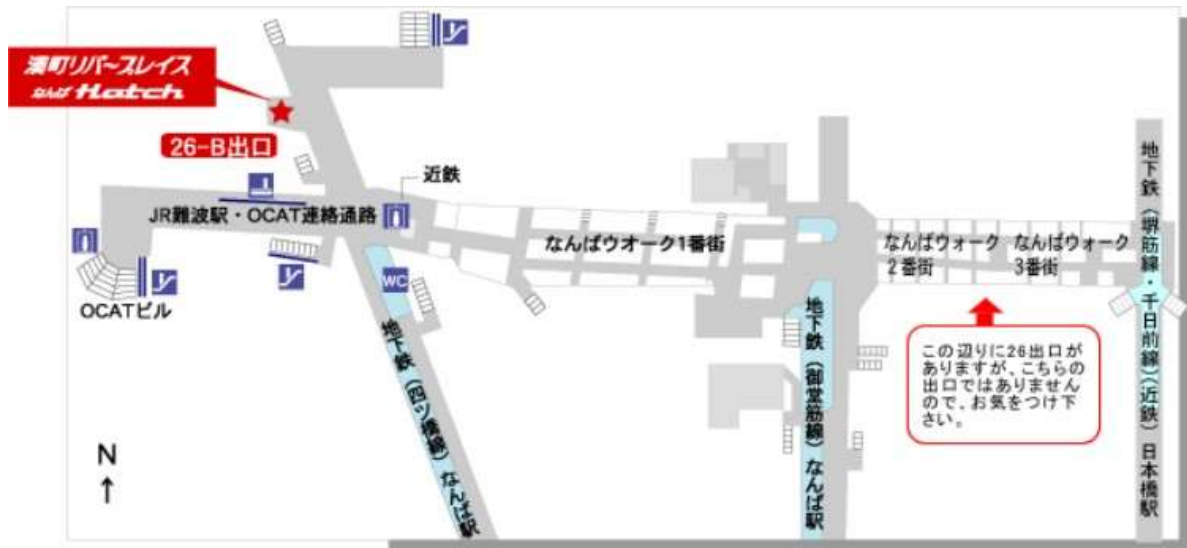 湊町リバープレイス
なんば Hatch
26-B出口
近鉄
JR難波駅・OCAT連絡通路
なんばウオーク1番街
なんばウォーク
2番街
なんばウォーク
3番街
地下鉄(堺筋線・千日前線)(近鉄)日本橋駅
WC
OCATビル
地下鉄(四ツ橋線)なんば駅
地下鉄(御堂筋線)なんば駅
この辺りに26出口が
ありますが、こちらの
出口ではありません
ので、お気をつけ下
さい。
N